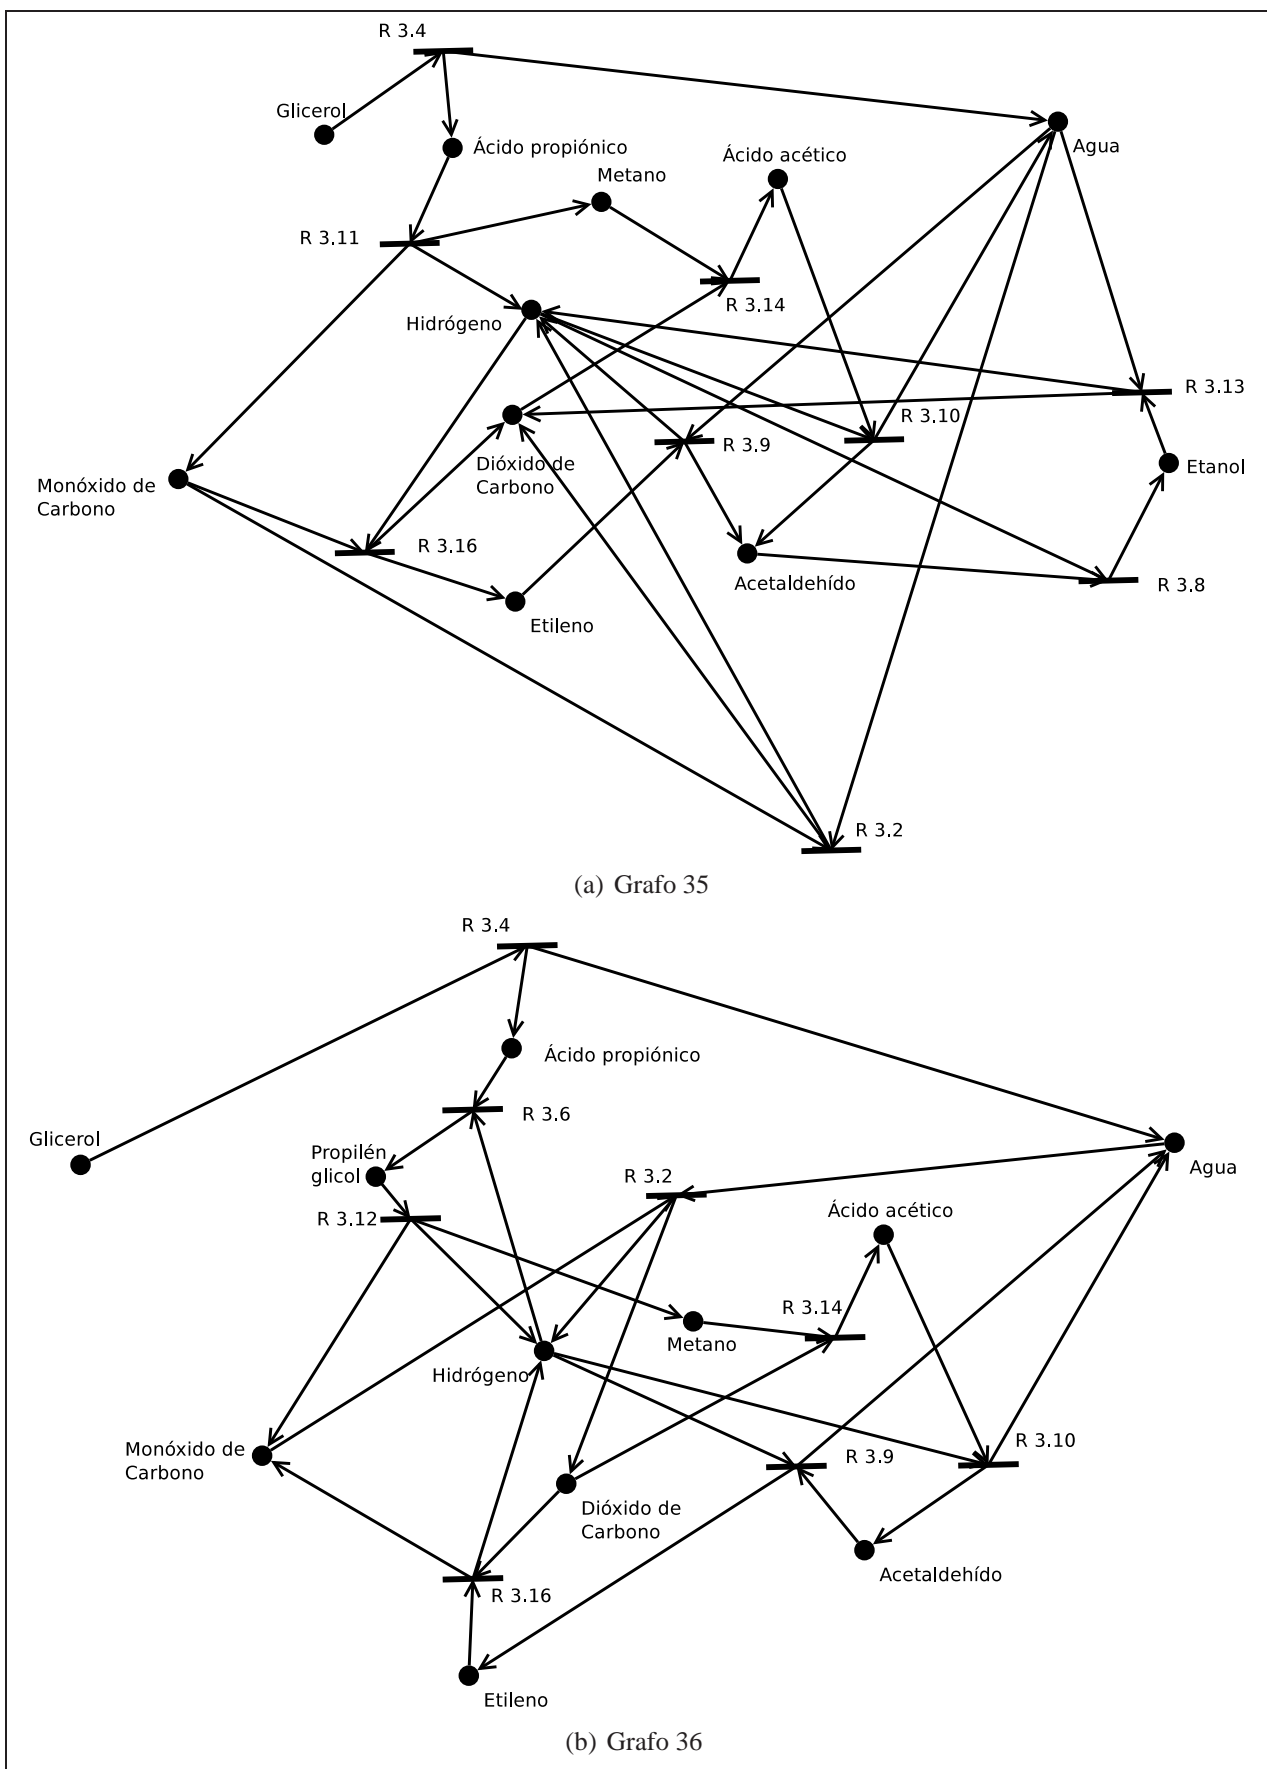 R 3.4
Glicerol
Ácido propiónico
Agua
Ácido acético
Metano
R 3.11
R 3.14
Hidrógeno
R 3.13
R 3.10
R 3.9
Dióxido de
Carbono
Etanol
Monóxido de
Carbono
R 3.16
Acetaldehído
R 3.8
Etileno
R 3.2
(a) Grafo 35
R 3.4
Ácido propiónico
R 3.6
Glicerol
Propilén
glicol
R 3.2
Agua
R 3.12
Ácido acético
R 3.14
Metano
Hidrógeno
Monóxido de
Carbono
R 3.10
R 3.9
Dióxido de
Carbono
Acetaldehído
R 3.16
Etileno
(b) Grafo 36